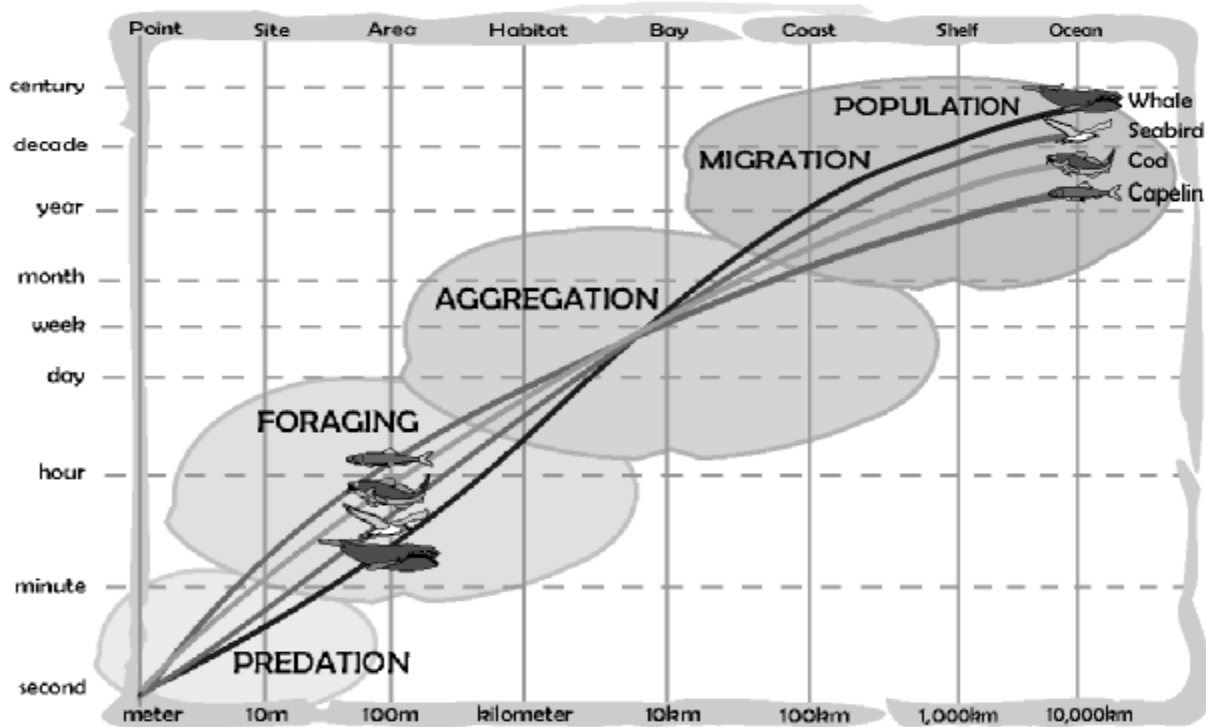 Point Site Area Habitat Bay Coast Shelf Ocean
century
POPULATION
Whale
Seabird
decade
MIGRATION
Cod
Capelin
year
month
AGGREGATION
week
day
FORAGING
hour
minute
PREDATION
second
meter 10m 100m kilometer 10km 100km 1,000km 10,000km